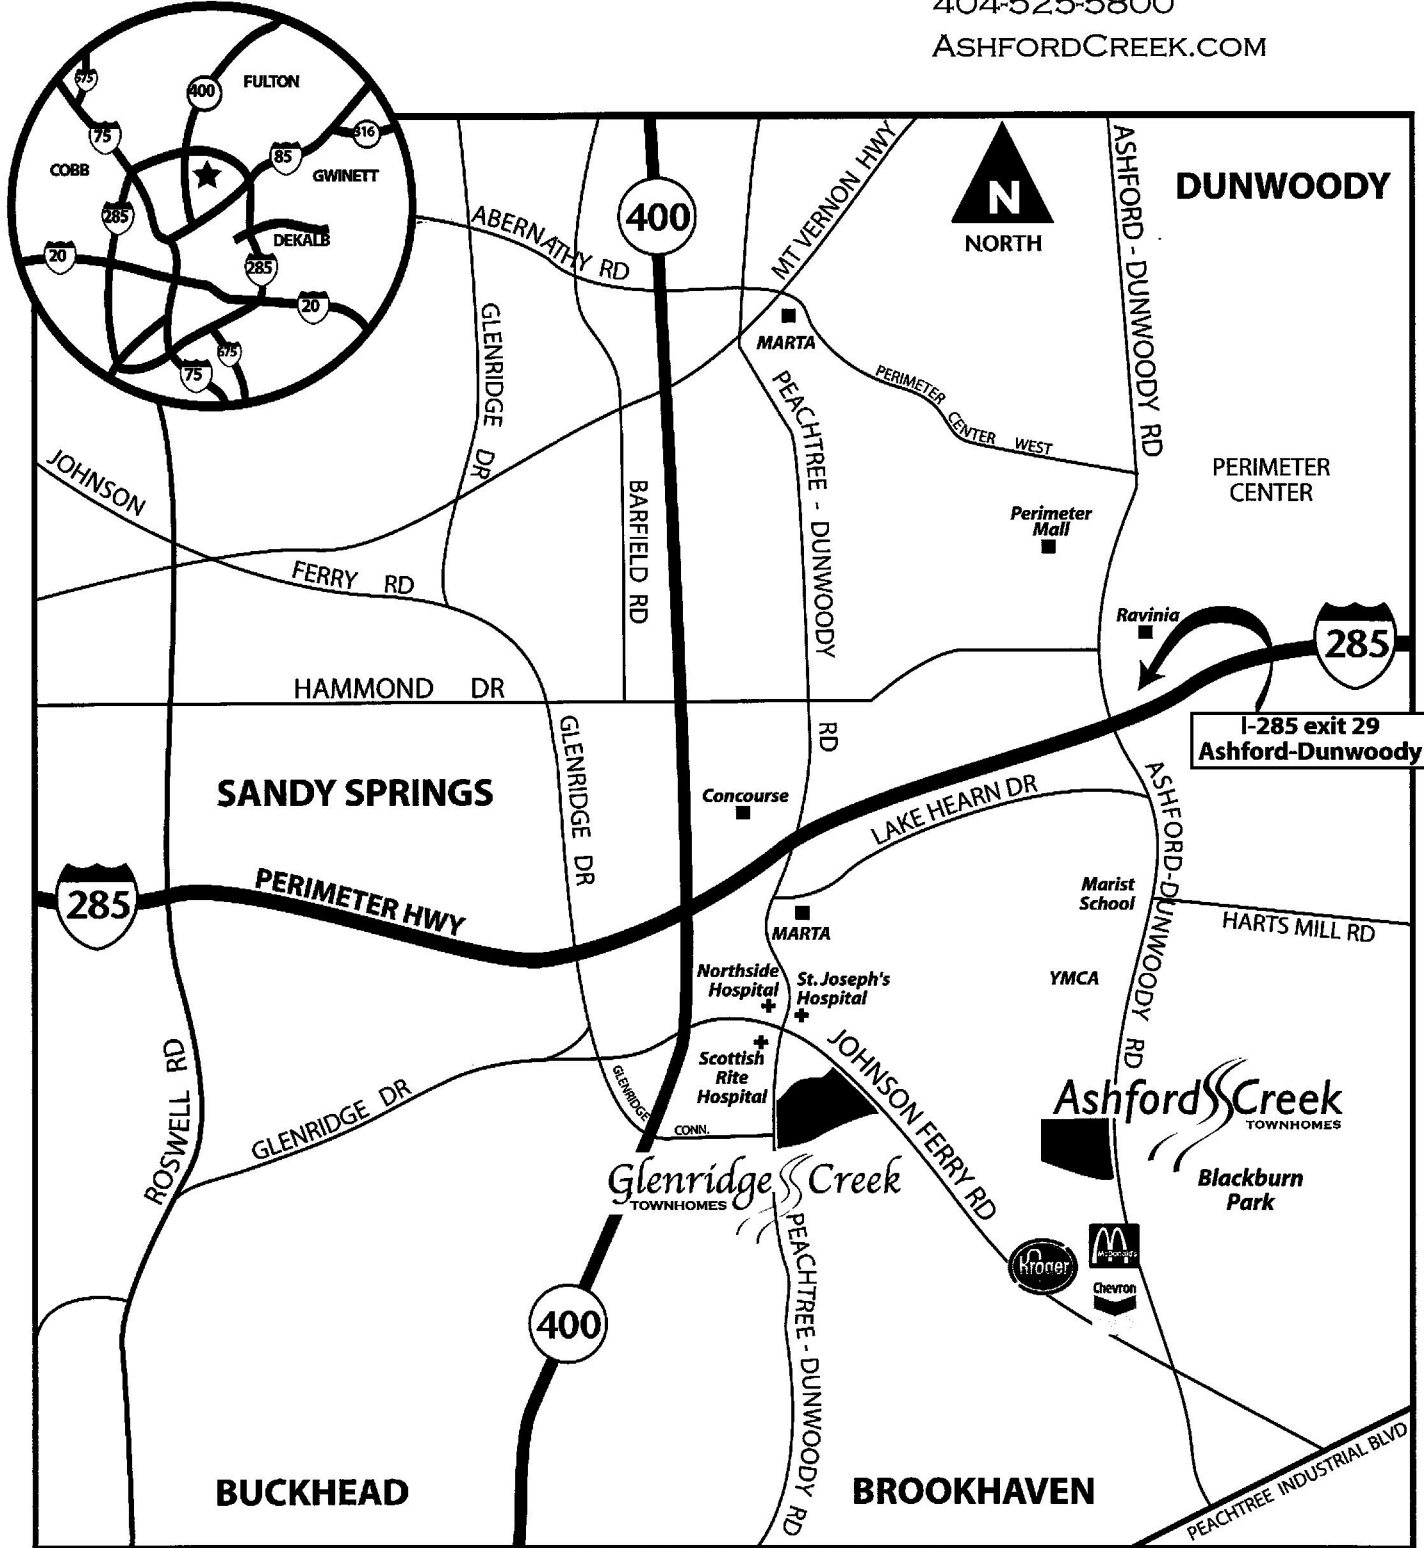 404-525-5800
ASHFORDCREEK.COM
675
400
FULTON
75
316
85
COBB
GWINETT
285
DEKALB
20
285
20
675
75
ABERNATHY RD
400
MT VERNON HWY
N
NORTH
ASHFORD - DUNWOODY RD
DUNWOODY
GLENRIDGE DR
MARTA
PEACHTREE - DUNWOODY RD
PERIMETER CENTER WEST
JOHNSON FERRY RD
BARFIELD RD
PERIMETER
CENTER
Perimeter
Mall
Ravinia
285
HAMMOND DR
I-285 exit 29
Ashford-Dunwoody
GLENRIDGE DR
SANDY SPRINGS
Concourse
LAKE HEARN DR
ASHFORD-DUNWOODY RD
285
PERIMETER HWY
Marist
School
HARTS MILL RD
MARTA
Northside
Hospital
St. Joseph's
Hospital
YMCA
ROSWELL RD
Scottish
Rite
Hospital
JOHNSON FERRY RD
GLENRIDGE DR
GLENRIDGE CONN.
Ashford Creek
TOWNHOMES
Glenridge Creek
TOWNHOMES
Blackburn
Park
PEACHTREE - DUNWOODY RD
Kroger
McDonald's
Chevron
400
BUCKHEAD
BROOKHAVEN
PEACHTREE INDUSTRIAL BLVD